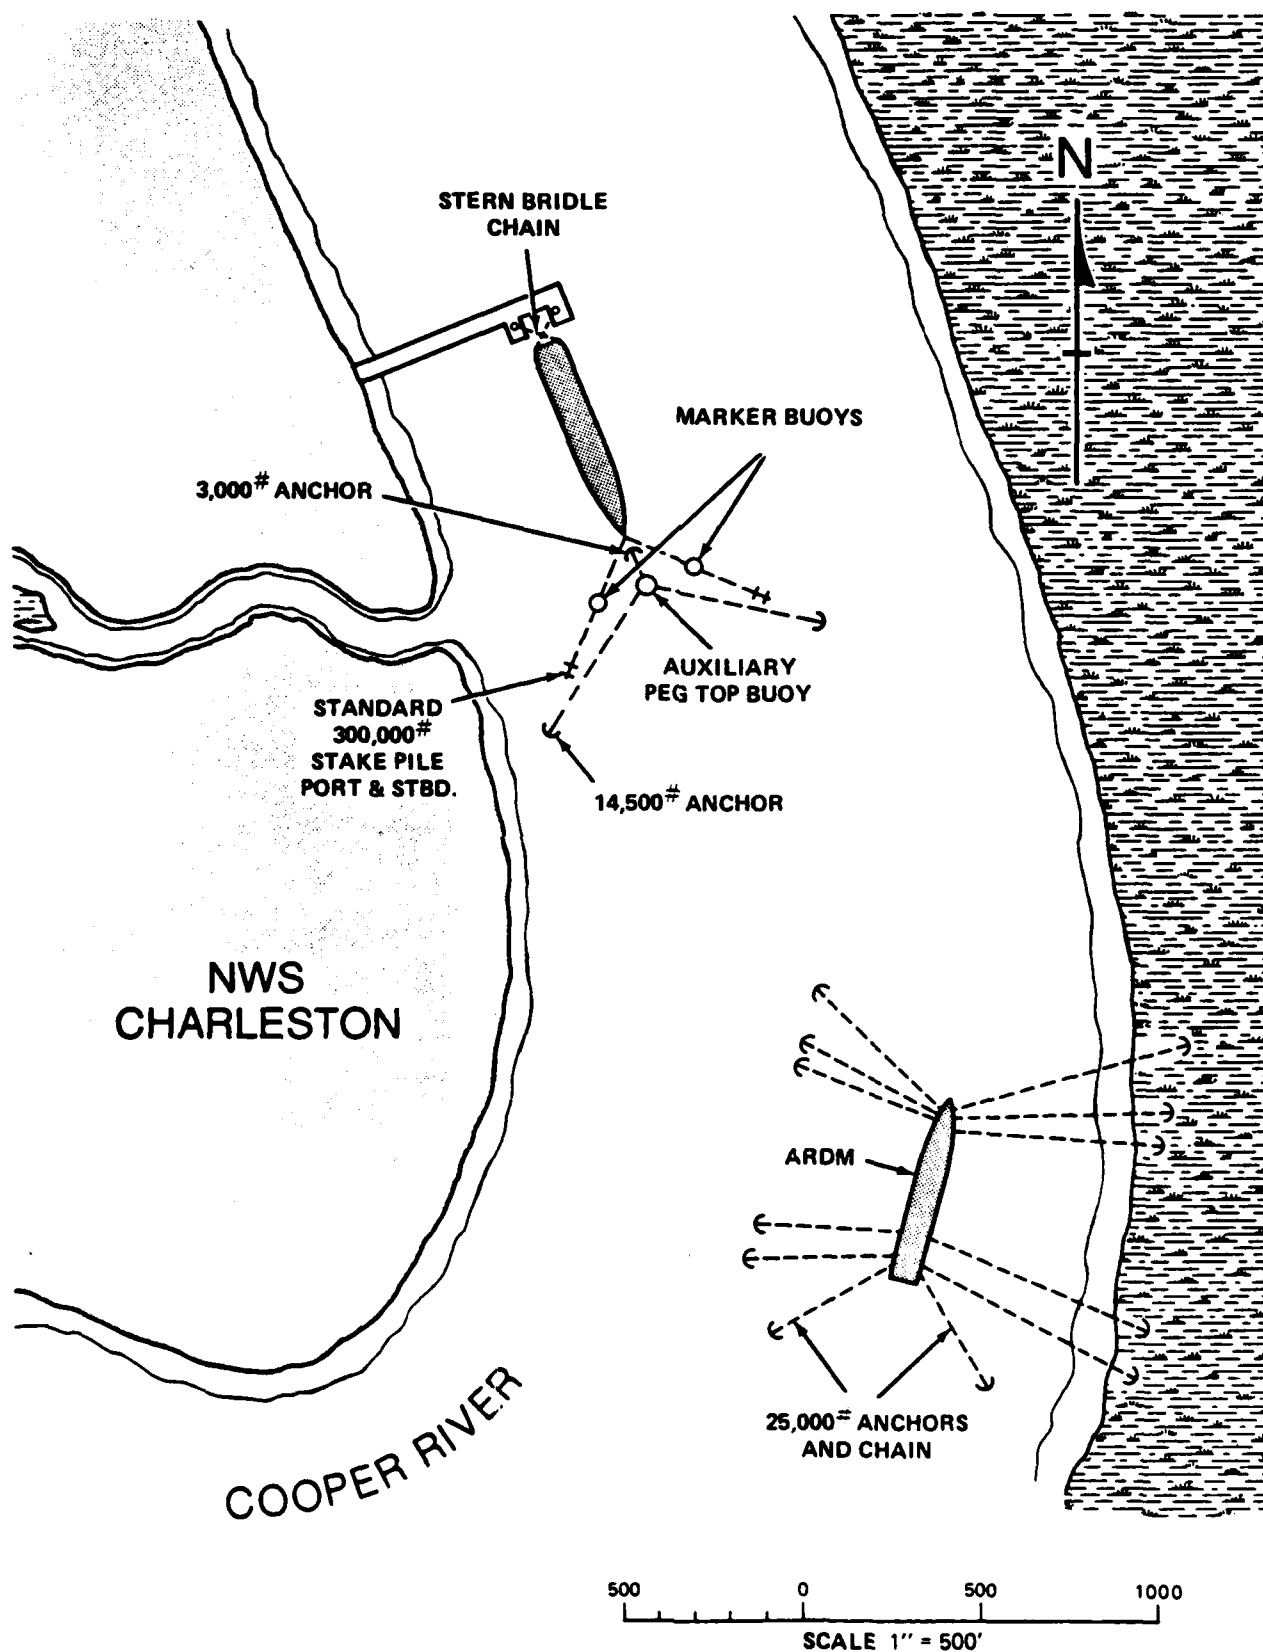 N
STERN BRIDLE
CHAIN
MARKER BUOYS
3,000# ANCHOR
AUXILIARY
PEG TOP BUOY
STANDARD
300,000#
STAKE PILE
PORT & STBD.
14,500# ANCHOR
NWS
CHARLESTON
ARDM
25,000# ANCHORS
AND CHAIN
COOPER RIVER
500 0 500 1000
SCALE 1" = 500'